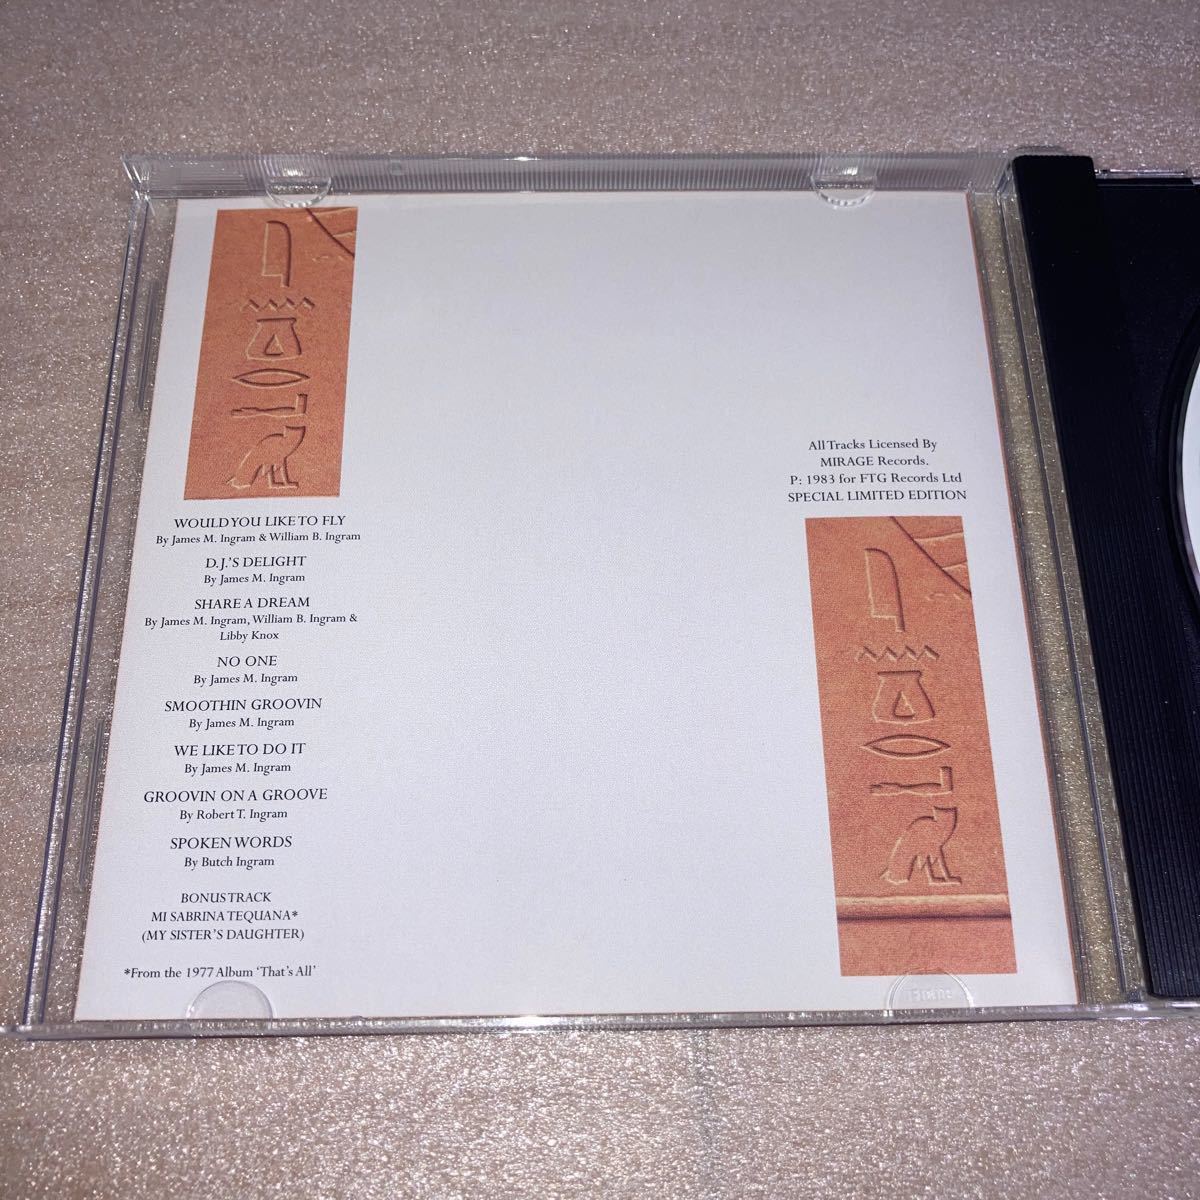 WOULD YOU LIKE TO FLY
By James M. Ingram & William B. Ingram
D.J.'S DELIGHT
By James M. Ingram
SHARE A DREAM
By James M. Ingram, William B. Ingram &
Libby Knox
NO ONE
By James M. Ingram
SMOOTHIN GROOVIN
By James M. Ingram
WE LIKE TO DO IT
By James M. Ingram
GROOVIN ON A GROOVE
By Robert T. Ingram
SPOKEN WORDS
By Butch Ingram
BONUS TRACK
MI SABRINA TEQUANA*
(MY SISTER'S DAUGHTER)
*From the 1977 Album 'That's All'
All Tracks Licensed By
MIRAGE Records.
P: 1983 for FTG Records Ltd
SPECIAL LIMITED EDITION